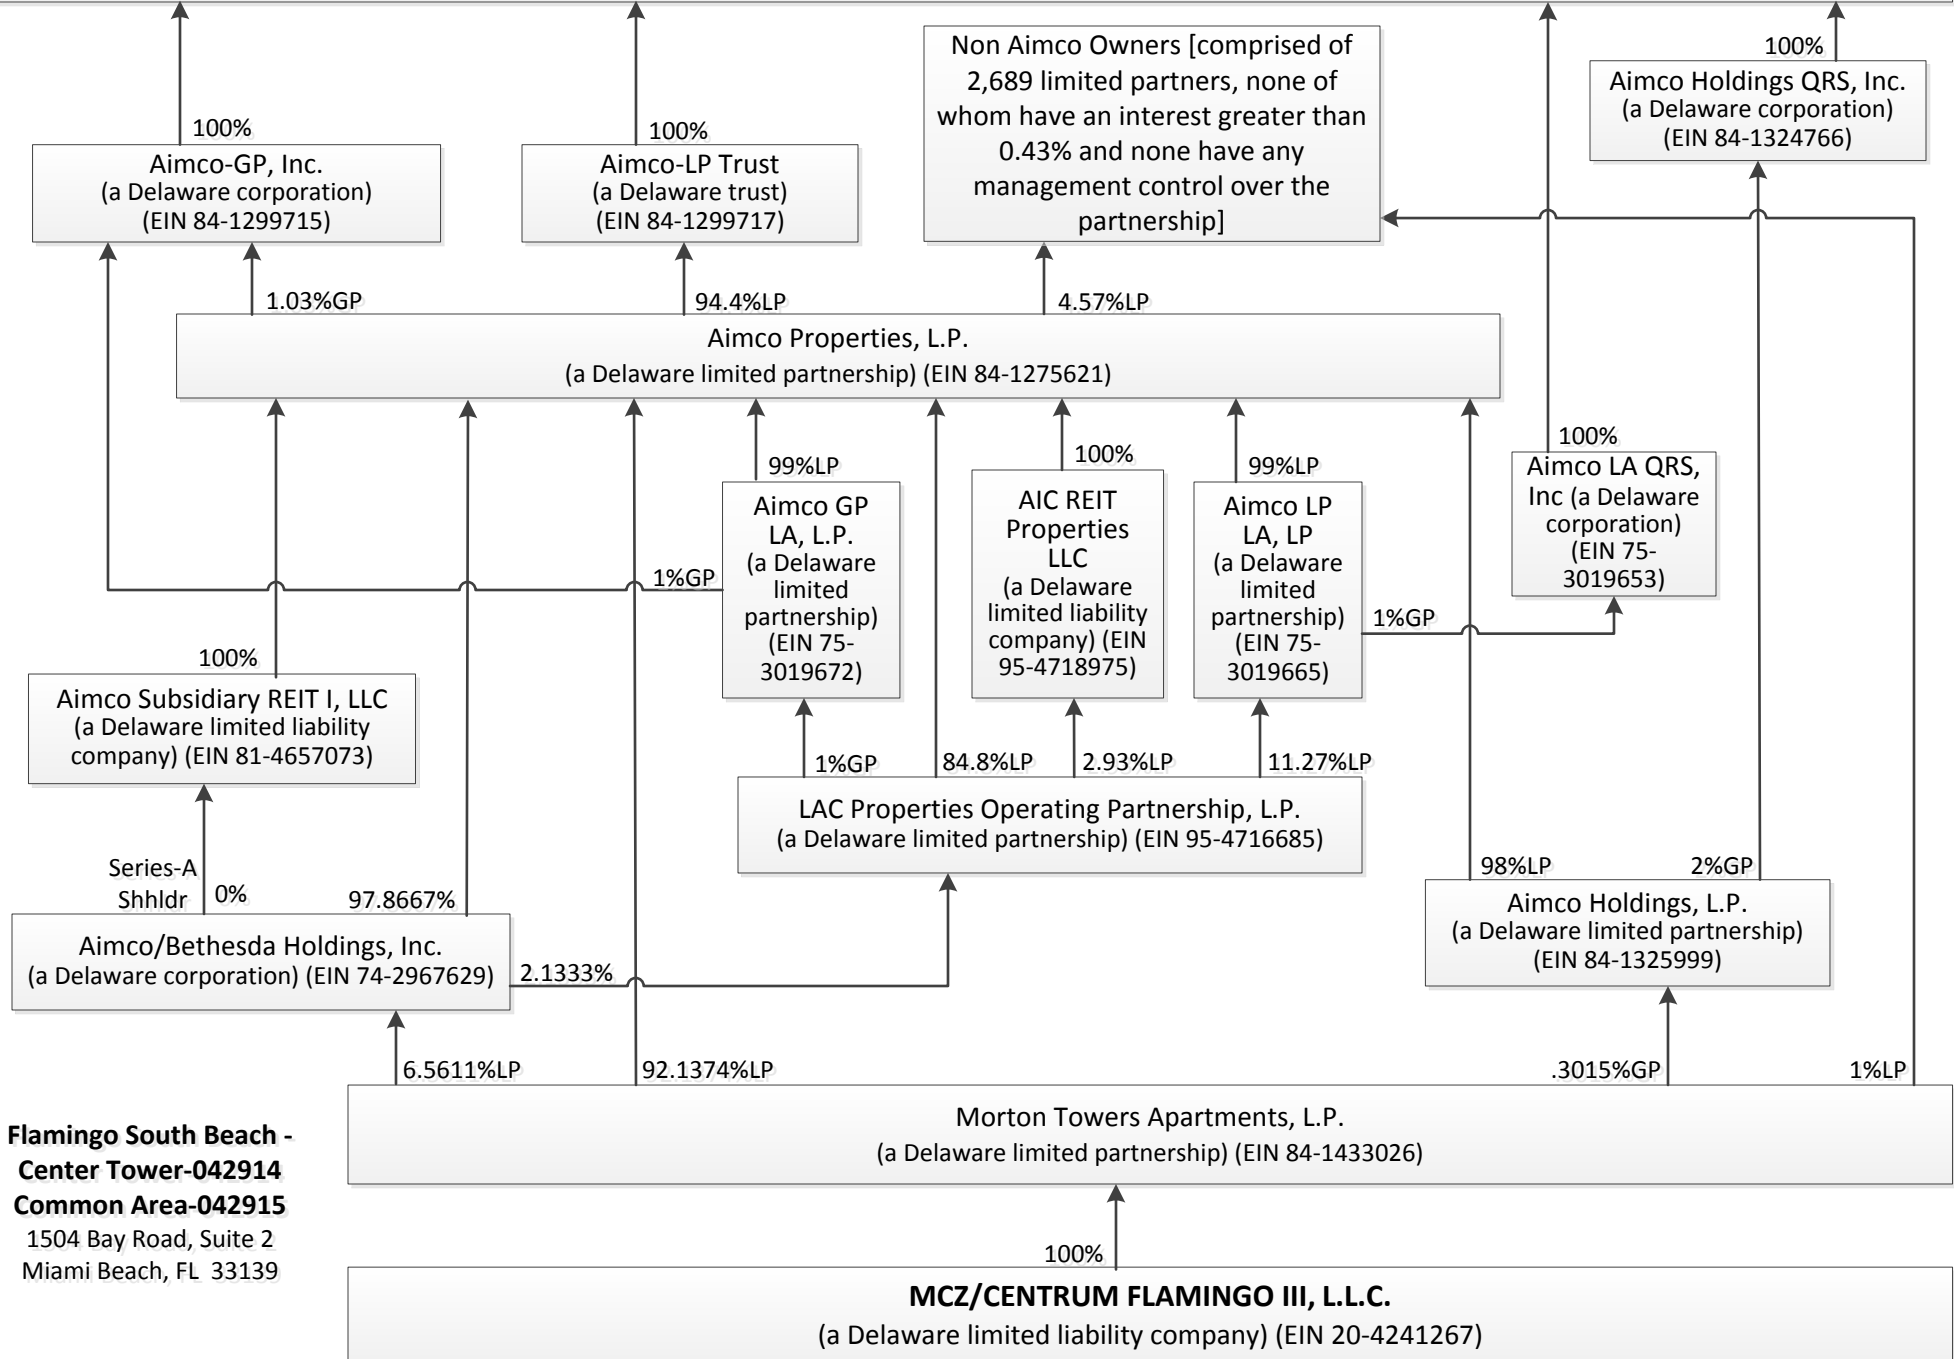 100%
Aimco-GP, Inc.
(a Delaware corporation)
(EIN 84-1299715)
100%
Aimco-LP Trust
(a Delaware trust)
(EIN 84-1299717)
Non Aimco Owners [comprised of
2,689 limited partners, none of
whom have an interest greater than
0.43% and none have any
management control over the
partnership]
100%
Aimco Holdings QRS, Inc.
(a Delaware corporation)
(EIN 84-1324766)
1.03%GP
94.4%LP
4.57%LP
Aimco Properties, L.P.
(a Delaware limited partnership) (EIN 84-1275621)
99%LP
Aimco GP
LA, L.P.
(a Delaware
limited
partnership)
(EIN 75-
3019672)
1%GP
100%
AIC REIT
Properties
LLC
(a Delaware
limited liability
company) (EIN
95-4718975)
99%LP
Aimco LP
LA, LP
(a Delaware
limited
partnership)
(EIN 75-
3019665)
1%GP
100%
Aimco LA QRS,
Inc (a Delaware
corporation)
(EIN 75-
3019653)
100%
Aimco Subsidiary REIT I, LLC
(a Delaware limited liability
company) (EIN 81-4657073)
1%GP
84.8%LP
2.93%LP
11.27%LP
LAC Properties Operating Partnership, L.P.
(a Delaware limited partnership) (EIN 95-4716685)
Series-A
Shhldr
0%
97.8667%
Aimco/Bethesda Holdings, Inc.
(a Delaware corporation) (EIN 74-2967629)
2.1333%
98%LP
2%GP
Aimco Holdings, L.P.
(a Delaware limited partnership)
(EIN 84-1325999)
6.5611%LP
92.1374%LP
.3015%GP
1%LP
Morton Towers Apartments, L.P.
(a Delaware limited partnership) (EIN 84-1433026)
Flamingo South Beach -
Center Tower-042914
Common Area-042915
1504 Bay Road, Suite 2
Miami Beach, FL 33139
100%
MCZ/CENTRUM FLAMINGO III, L.L.C.
(a Delaware limited liability company) (EIN 20-4241267)